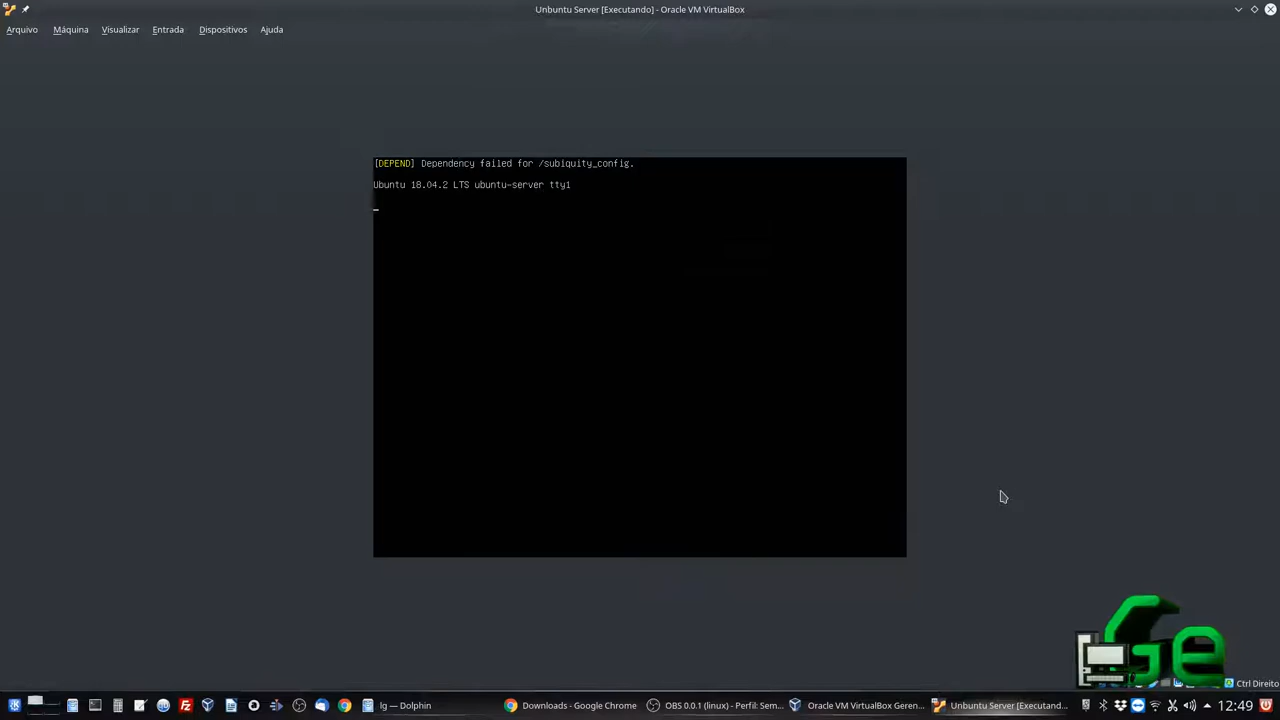 Unbuntu Server [Executando] - Oracle VM VirtualBox
Arquivo Máquina Visualizar Entrada Dispositivos Ajuda
[DEPEND] Dependency failed for /subiquity_config.
Ubuntu 18.04.2 LTS ubuntu-server tty1
_
Ge
Ctrl Direito
lg — Dolphin
Downloads - Google Chrome
OBS 0.0.1 (linux) - Perfil: Sem...
Oracle VM VirtualBox Geren...
Unbuntu Server [Executand...
12:49